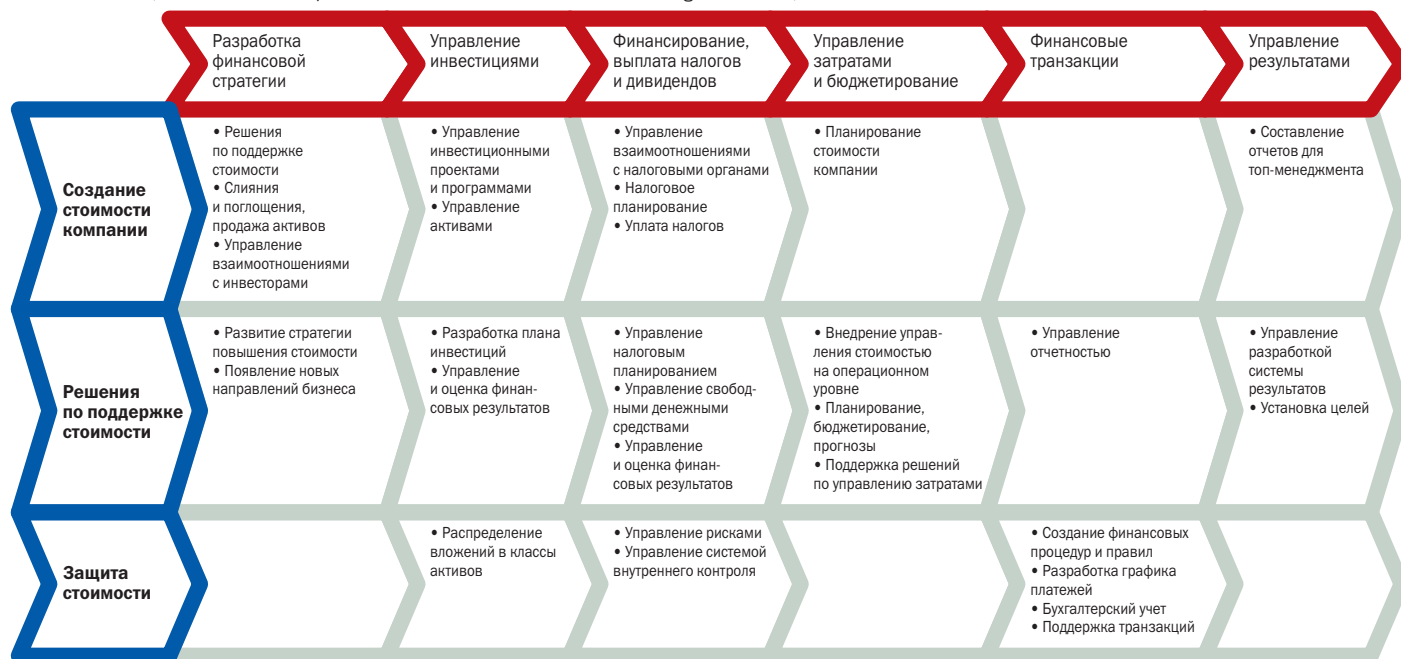 Разработка
финансовой
стратегии
Управление
инвестициями
Финансирование,
выплата налогов
и дивидендов
Управление
затратами
и бюджетирование
Финансовые
транзакции
Управление
результатами
Создание
стоимости
компании
• Решения
по поддержке
стоимости
• Слияния
и поглощения,
продажа активов
• Управление
взаимоотношениями
с инвесторами
• Управление
инвестиционными
проектами
и программами
• Управление
активами
• Управление
взаимоотношениями
с налоговыми органами
• Налоговое
планирование
• Уплата налогов
• Планирование
стоимости
компании
• Составление
отчетов для
топ-менеджмента
Решения
по поддержке
стоимости
• Развитие стратегии
повышения стоимости
• Появление новых
направлений бизнеса
• Разработка плана
инвестиций
• Управление
и оценка финан-
совых результатов
• Управление
налоговым
планированием
• Управление свобод-
ными денежными
средствами
• Управление
и оценка финан-
совых результатов
• Внедрение управ-
ления стоимостью
на операционном
уровне
• Планирование,
бюджетирование,
прогнозы
• Поддержка решений
по управлению затратами
• Управление
отчетностью
• Управление
разработкой
системы
результатов
• Установка целей
Защита
стоимости
• Распределение
вложений в классы
активов
• Управление рисками
• Управление системой
внутреннего контроля
• Создание финансовых
процедур и правил
• Разработка графика
платежей
• Бухгалтерский учет
• Поддержка транзакций